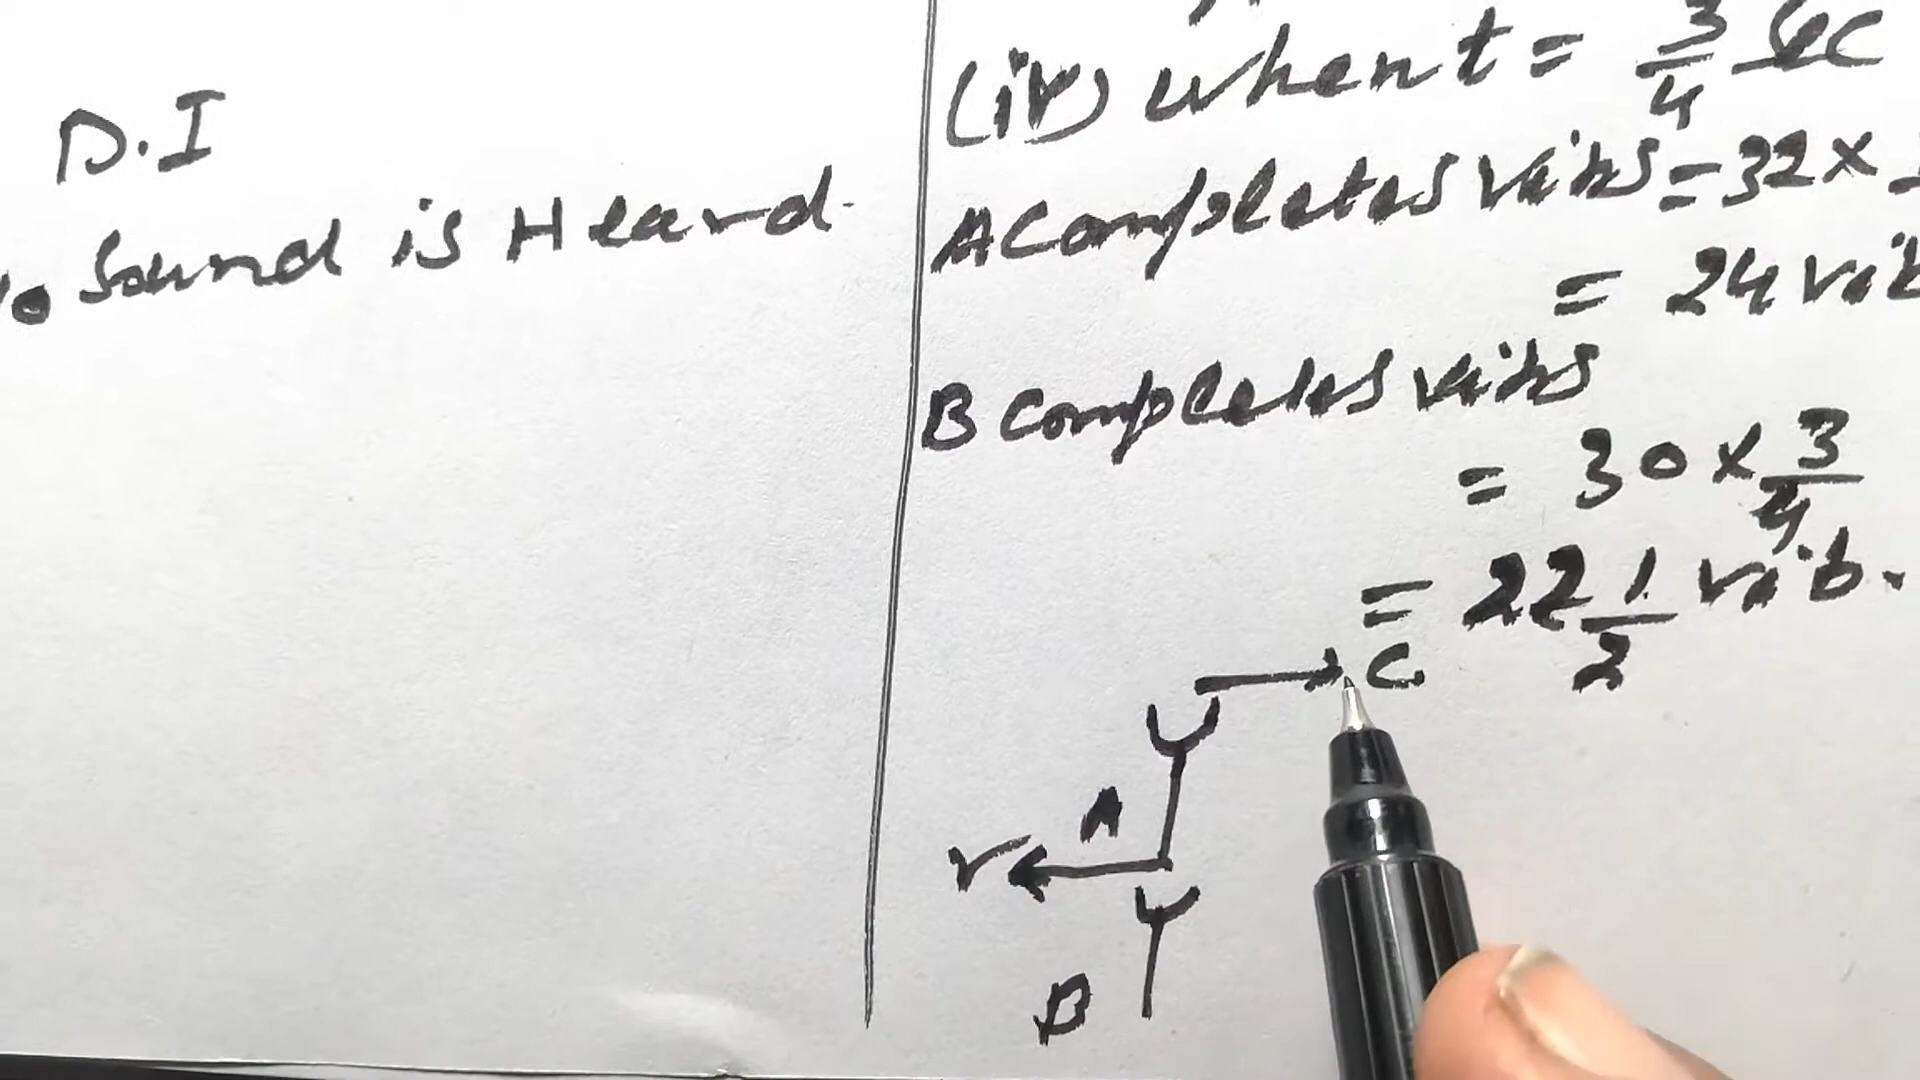 D.I
No Sound is Heard.
(iv) when t = 3/4 Sec
A Completes vibs = 32 ×
= 24 vib
B Completes vibs
= 30 × 3/4
= 22 1/2 vib.
C
A
r
B